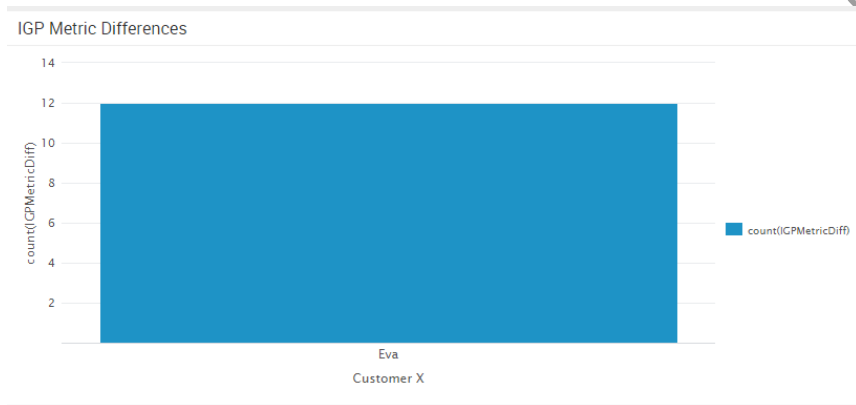 IGP Metric Differences
14
12
10
8
6
4
2
count(IGPMetricDiff)
Eva
Customer X
count(IGPMetricDiff)